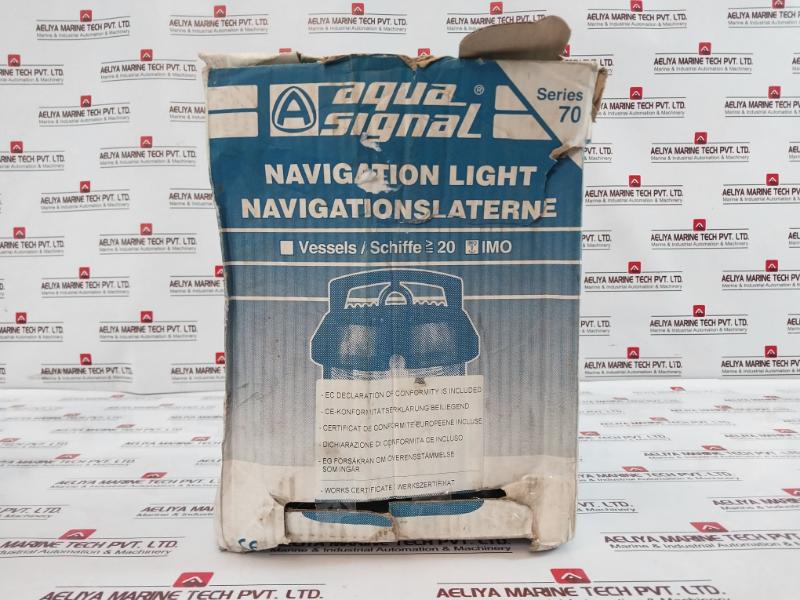 aqua signal ®
Series 70
NAVIGATION LIGHT
NAVIGATIONSLATERNE
Vessels / Schiffe ≥ 20 IMO
- EC DECLARATION OF CONFORMITY IS INCLUDED
- CE-KONFORMITÄTSERKLÄRUNG BEILIEGEND
- CERTIFICAT DE CONFORMITE EUROPEENE INCLUSE
- DICHIARAZIONE DI CONFORMITA CE INCLUSO
- EG FÖRSÄKRAN OM ÖVERENSSTÄMMELSE
SOM INGÅR
- WORKS CERTIFICATE WERKSZERTIFIKAT
CE
AELIYA MARINE TECH PVT. LTD.
Marine & Industrial Automation & Machinery